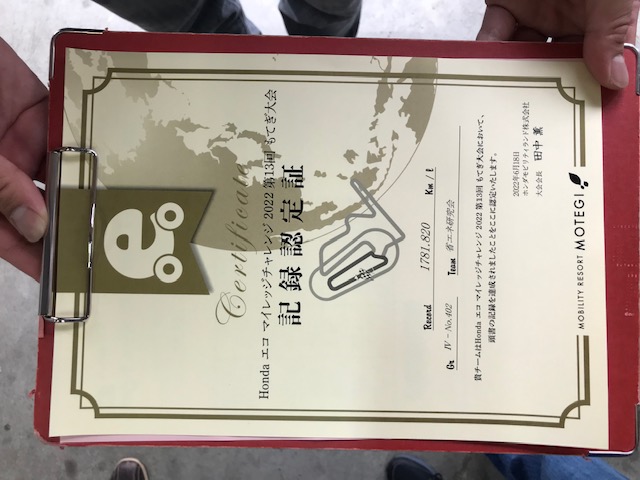 Certificate
Honda エコ マイレッジチャレンジ 2022 第13回 もてぎ大会
記録認定証
Record 1781.820 Km / ℓ
Gr IV - No.402 Team 省エネ研究会
貴チームはHonda エコ マイレッジチャレンジ 2022 第13回 もてぎ大会において、
頭書の記録を達成されましたことをここに認定いたします。
2022年6月18日
ホンダモビリティランド株式会社
大会会長 田中 薫
MOBILITY RESORT MOTEGI